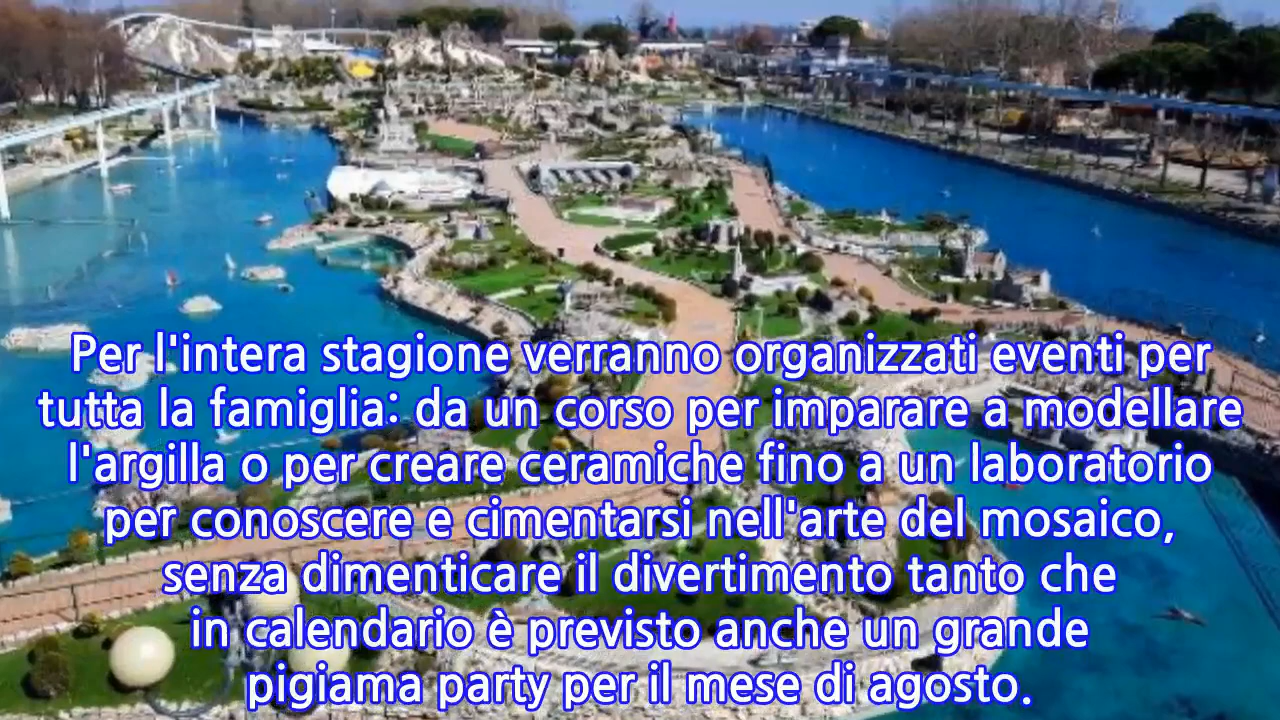 Per l'intera stagione verranno organizzati eventi per
tutta la famiglia: da un corso per imparare a modellare
l'argilla o per creare ceramiche fino a un laboratorio
per conoscere e cimentarsi nell'arte del mosaico,
senza dimenticare il divertimento tanto che
in calendario è previsto anche un grande
pigiama party per il mese di agosto.